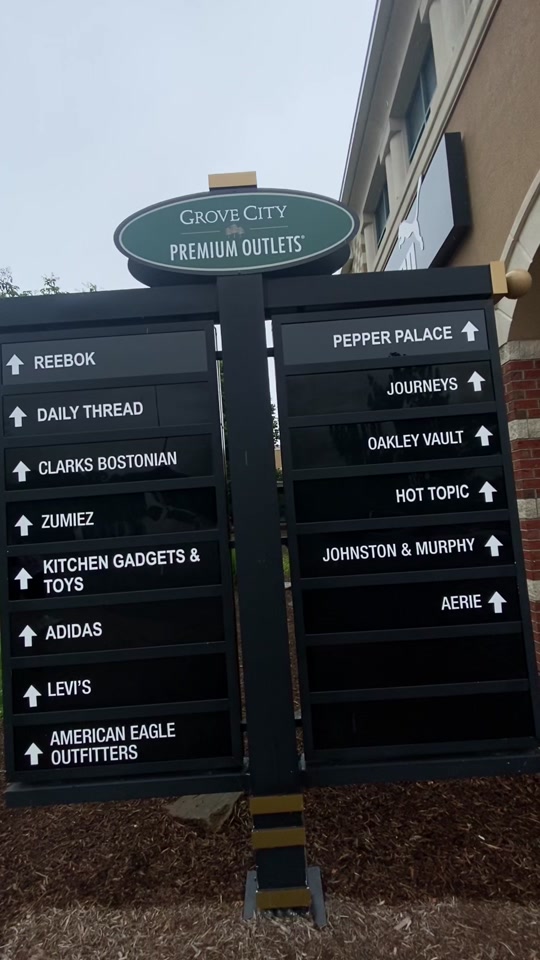 GROVE CITY
PREMIUM OUTLETS®
↑ REEBOK
↑ DAILY THREAD
↑ CLARKS BOSTONIAN
↑ ZUMIEZ
↑ KITCHEN GADGETS &
TOYS
↑ ADIDAS
↑ LEVI'S
↑ AMERICAN EAGLE
OUTFITTERS
PEPPER PALACE ↑
JOURNEYS ↑
OAKLEY VAULT ↑
HOT TOPIC ↑
JOHNSTON & MURPHY ↑
AERIE ↑